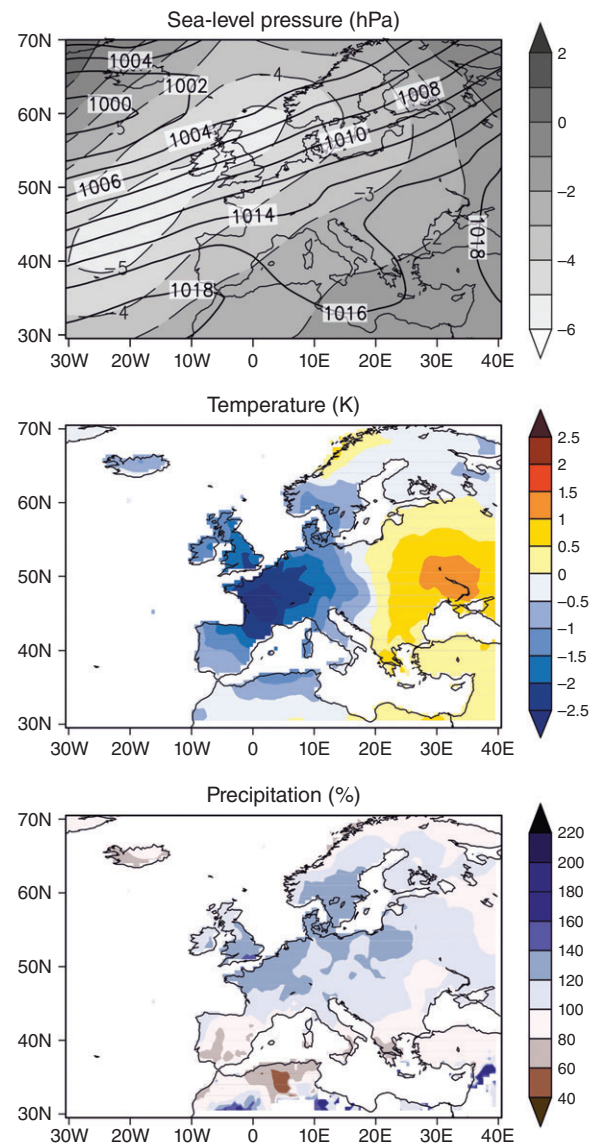 Sea-level pressure (hPa)
70N
60N
50N
40N
30N
30W 20W 10W 0 10E 20E 30E 40E
1004
1002
1000
1004
1006
1008
1010
1014
1018
1016
1018
4
5
−3
−2
−5
−4
2
0
−2
−4
−6
Temperature (K)
70N
60N
50N
40N
30N
30W 20W 10W 0 10E 20E 30E 40E
2.5
2
1.5
1
0.5
0
−0.5
−1
−1.5
−2
−2.5
Precipitation (%)
70N
60N
50N
40N
30N
30W 20W 10W 0 10E 20E 30E 40E
220
200
180
160
140
120
100
80
60
40